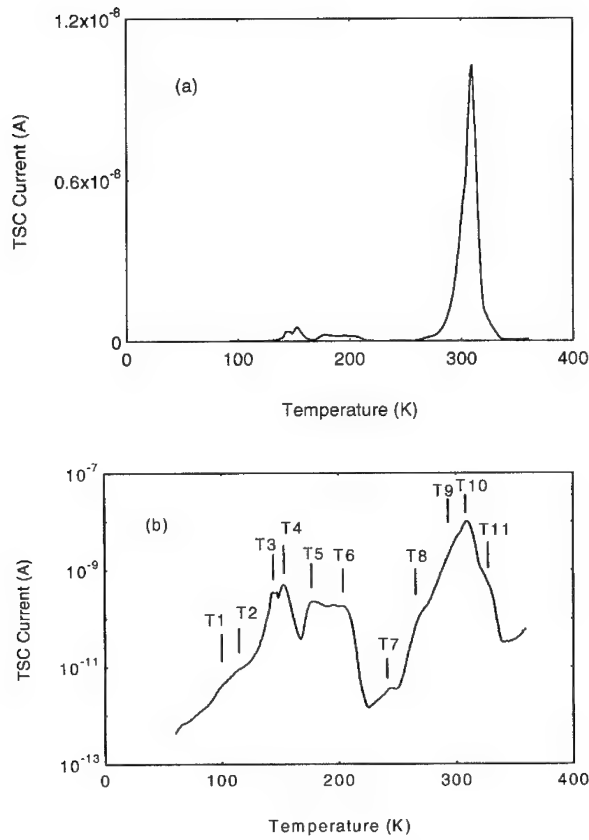 1.2x10-8
(a)
TSC Current (A)
0.6x10-8
0
0 100 200 300 400
Temperature (K)
10-7
(b)
T9 T10
T3 T4 T5 T6 T8 T11
10-9
T1 T2
TSC Current (A)
T7
10-11
10-13
100 200 300 400
Temperature (K)